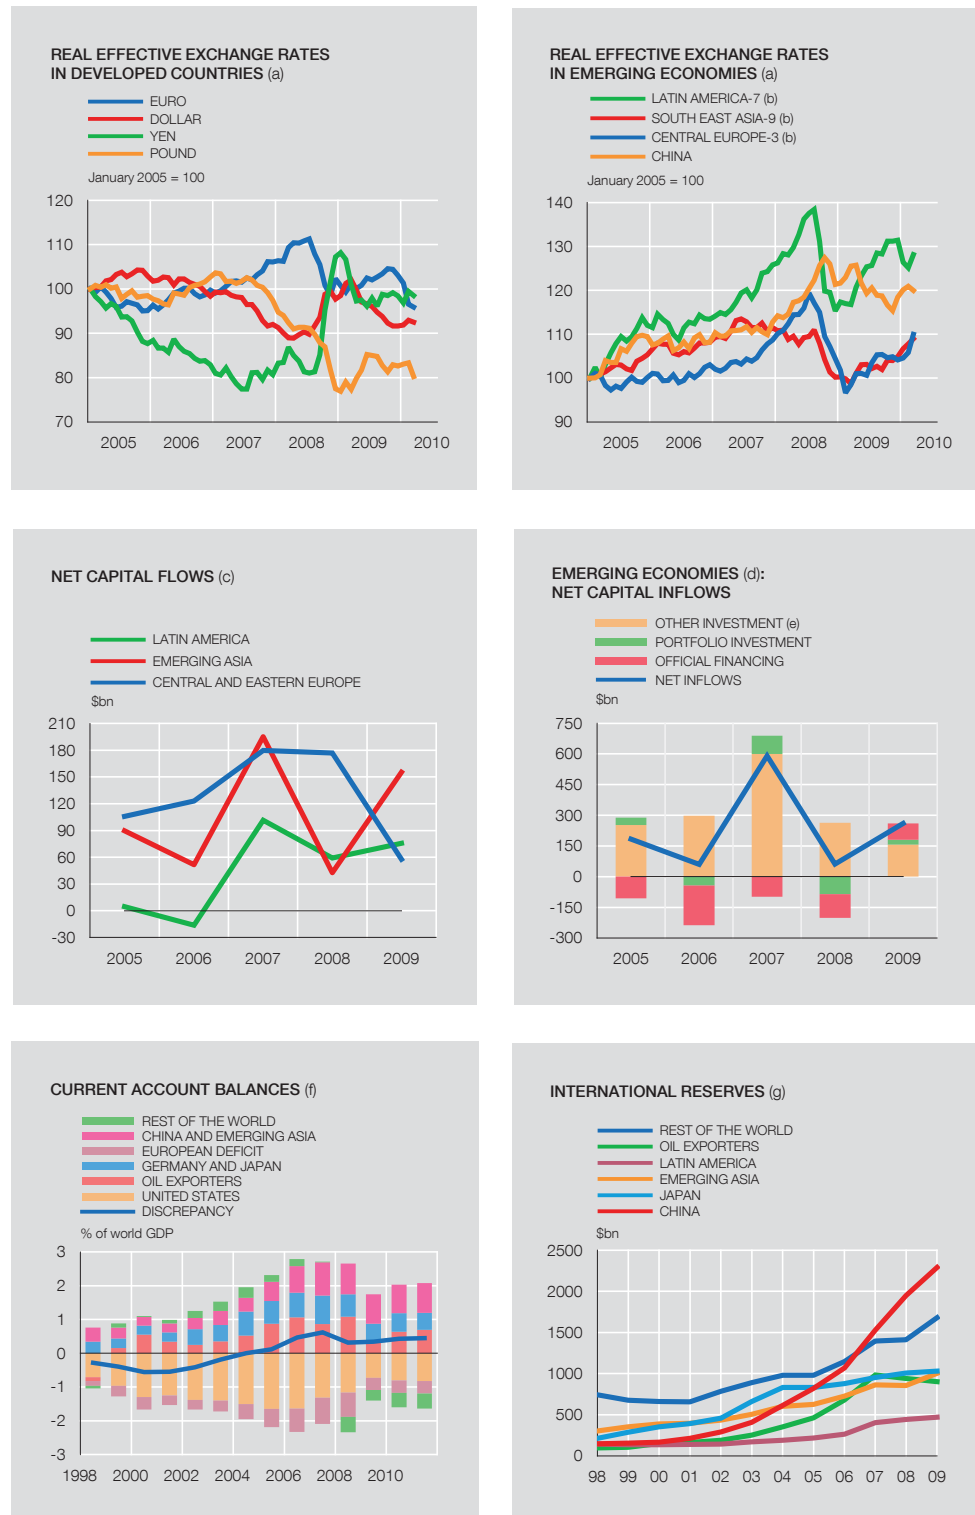 REAL EFFECTIVE EXCHANGE RATES
IN DEVELOPED COUNTRIES (a)
EURO
DOLLAR
YEN
POUND
January 2005 = 100
120
110
100
90
80
70
2005 2006 2007 2008 2009 2010
REAL EFFECTIVE EXCHANGE RATES
IN EMERGING ECONOMIES (a)
LATIN AMERICA-7 (b)
SOUTH EAST ASIA-9 (b)
CENTRAL EUROPE-3 (b)
CHINA
January 2005 = 100
140
130
120
110
100
90
2005 2006 2007 2008 2009 2010
NET CAPITAL FLOWS (c)
LATIN AMERICA
EMERGING ASIA
CENTRAL AND EASTERN EUROPE
$bn
210
180
150
120
90
60
30
0
-30
2005 2006 2007 2008 2009
EMERGING ECONOMIES (d):
NET CAPITAL INFLOWS
OTHER INVESTMENT (e)
PORTFOLIO INVESTMENT
OFFICIAL FINANCING
NET INFLOWS
$bn
750
600
450
300
150
0
-150
-300
2005 2006 2007 2008 2009
CURRENT ACCOUNT BALANCES (f)
REST OF THE WORLD
CHINA AND EMERGING ASIA
EUROPEAN DEFICIT
GERMANY AND JAPAN
OIL EXPORTERS
UNITED STATES
DISCREPANCY
% of world GDP
3
2
1
0
-1
-2
-3
1998 2000 2002 2004 2006 2008 2010
INTERNATIONAL RESERVES (g)
REST OF THE WORLD
OIL EXPORTERS
LATIN AMERICA
EMERGING ASIA
JAPAN
CHINA
$bn
2500
2000
1500
1000
500
0
98 99 00 01 02 03 04 05 06 07 08 09